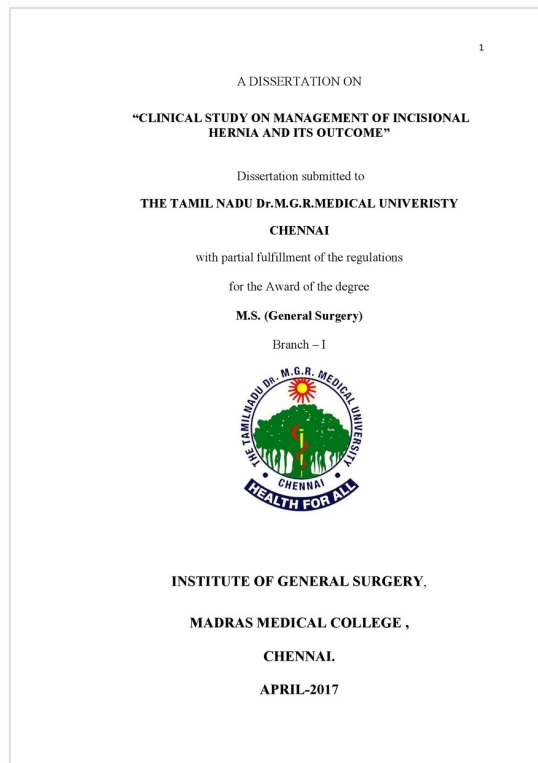 1
A DISSERTATION ON
“CLINICAL STUDY ON MANAGEMENT OF INCISIONAL
HERNIA AND ITS OUTCOME”
Dissertation submitted to
THE TAMIL NADU Dr.M.G.R.MEDICAL UNIVERISTY
CHENNAI
with partial fulfillment of the regulations
for the Award of the degree
M.S. (General Surgery)
Branch – I
THE TAMILNADU DR. M.G.R. MEDICAL UNIVERSITY
CHENNAI
HEALTH FOR ALL
INSTITUTE OF GENERAL SURGERY,
MADRAS MEDICAL COLLEGE ,
CHENNAI.
APRIL-2017